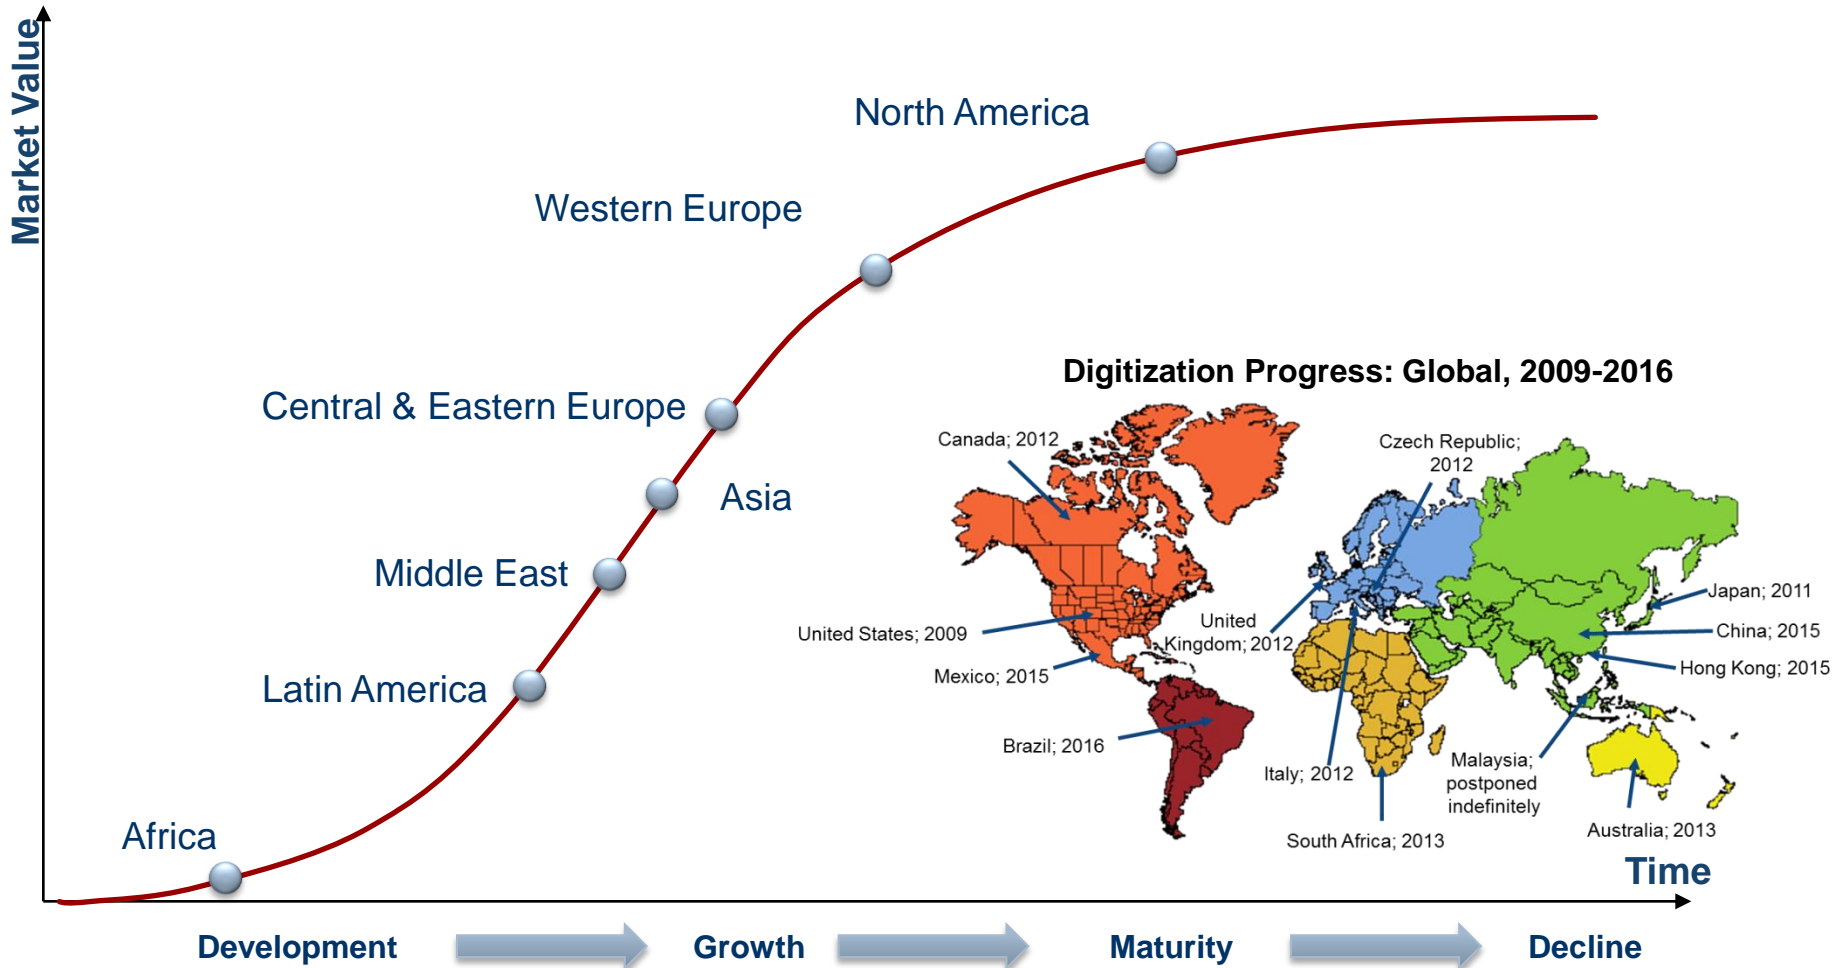 Market Value
North America
Western Europe
Central & Eastern Europe
Asia
Middle East
Latin America
Africa
Digitization Progress: Global, 2009-2016
Canada; 2012
Czech Republic;
2012
United States; 2009
Mexico; 2015
United
Kingdom; 2012
Japan; 2011
China; 2015
Hong Kong; 2015
Brazil; 2016
Italy; 2012
Malaysia;
postponed
indefinitely
South Africa; 2013
Australia; 2013
Time
Development
Growth
Maturity
Decline